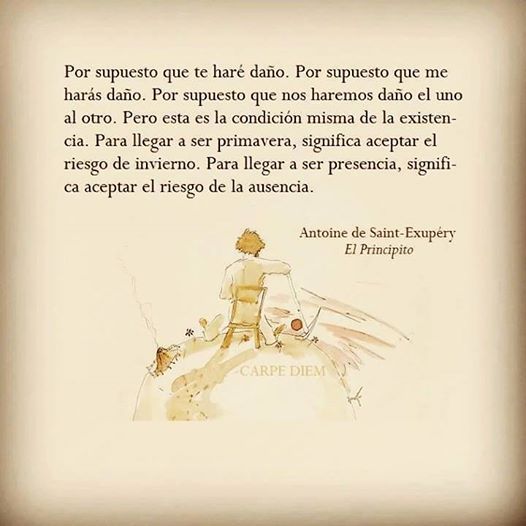 Por supuesto que te haré daño. Por supuesto que me
harás daño. Por supuesto que nos haremos daño el uno
al otro. Pero esta es la condición misma de la existen-
cia. Para llegar a ser primavera, significa aceptar el
riesgo de invierno. Para llegar a ser presencia, signifi-
ca aceptar el riesgo de la ausencia.
Antoine de Saint-Exupéry
El Principito
CARPE DIEM